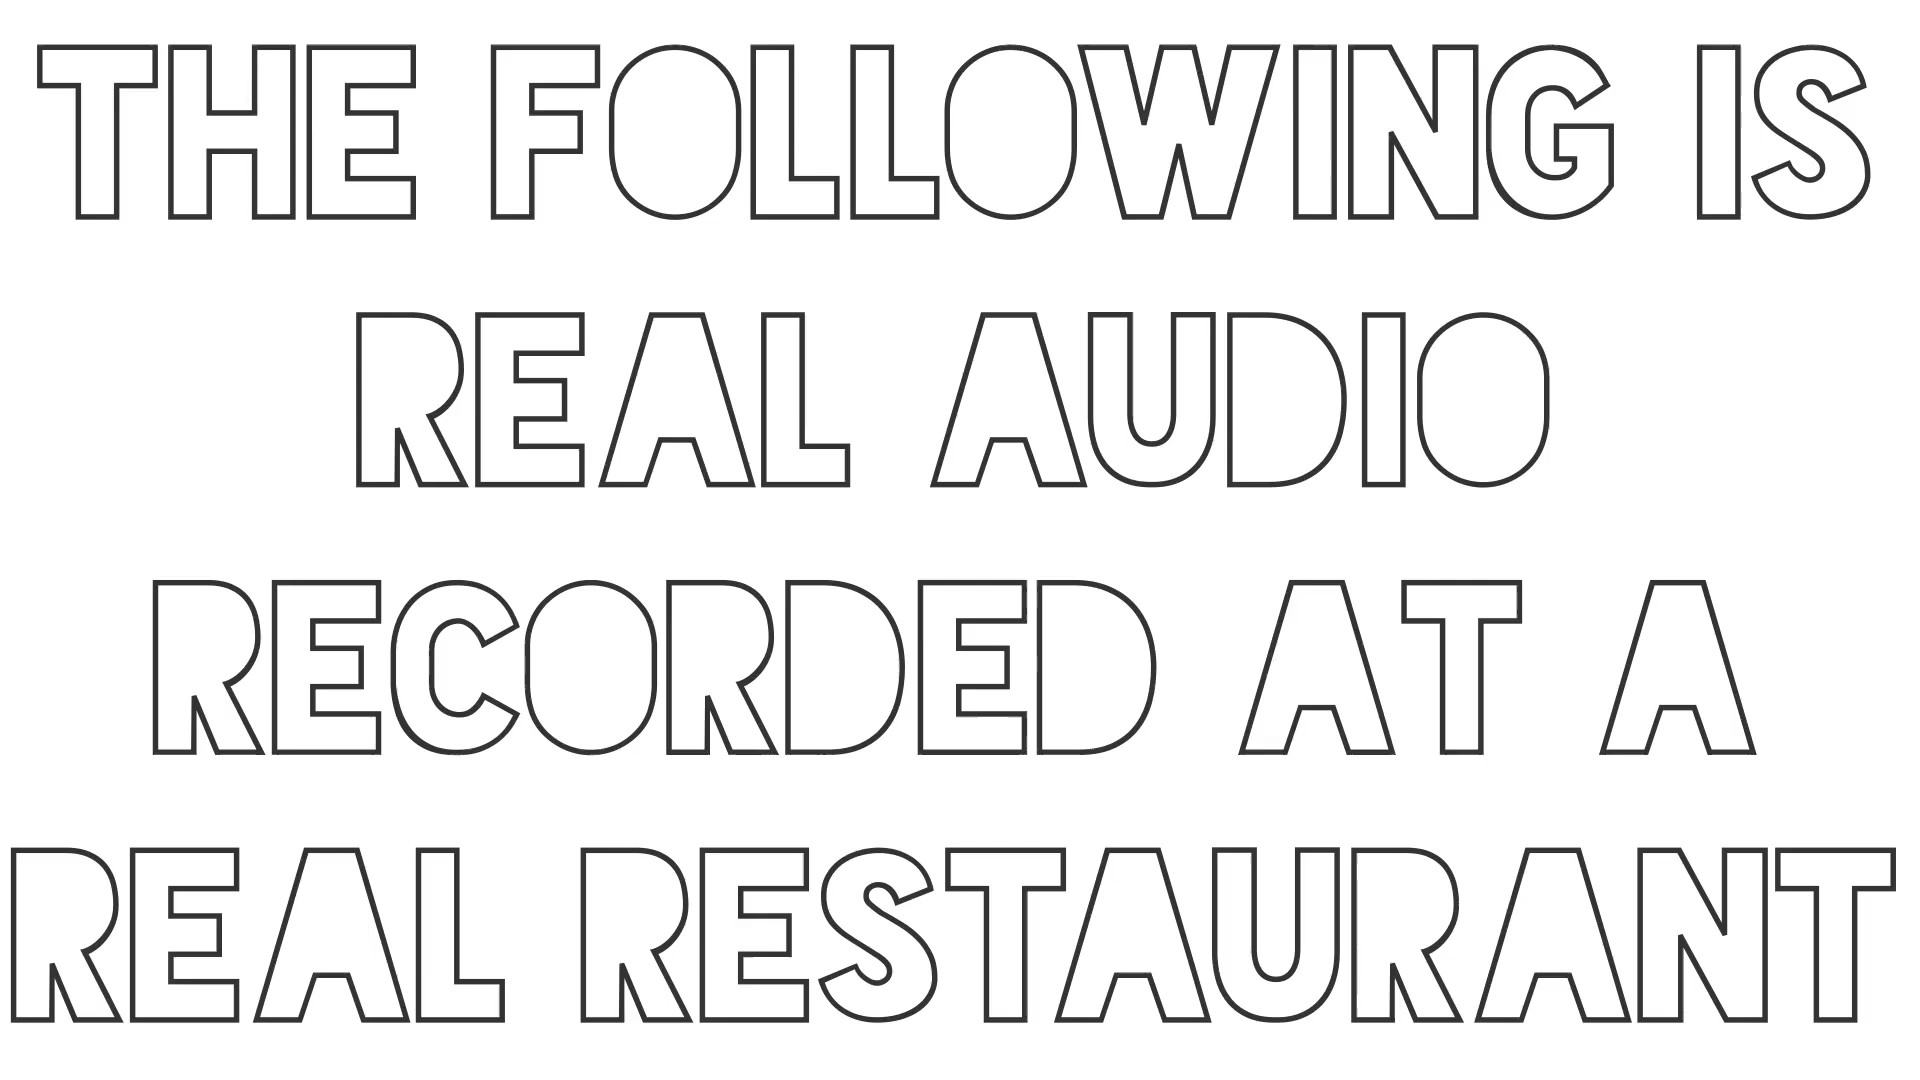 THE FOLLOWING IS
REAL AUDIO
RECORDED AT A
REAL RESTAURANT